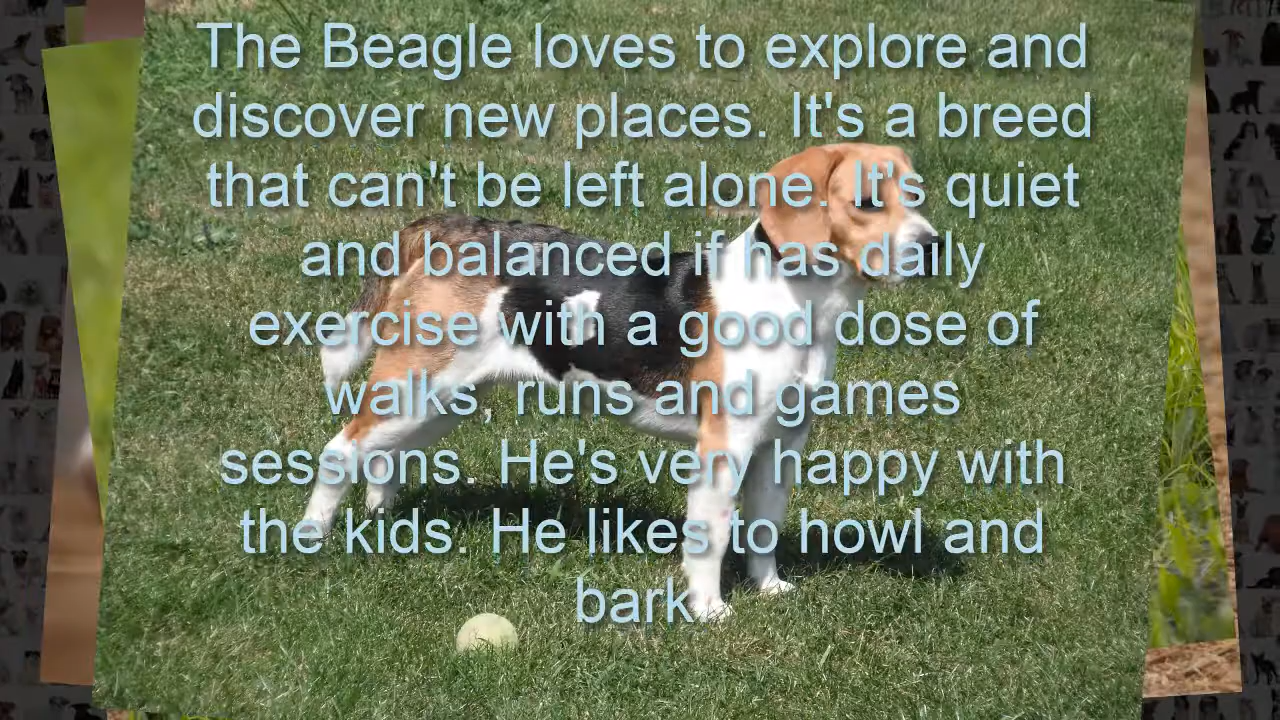 The Beagle loves to explore and
discover new places. It's a breed
that can't be left alone. It's quiet
and balanced if has daily
exercise with a good dose of
walks, runs and games
sessions. He's very happy with
the kids. He likes to howl and
bark.